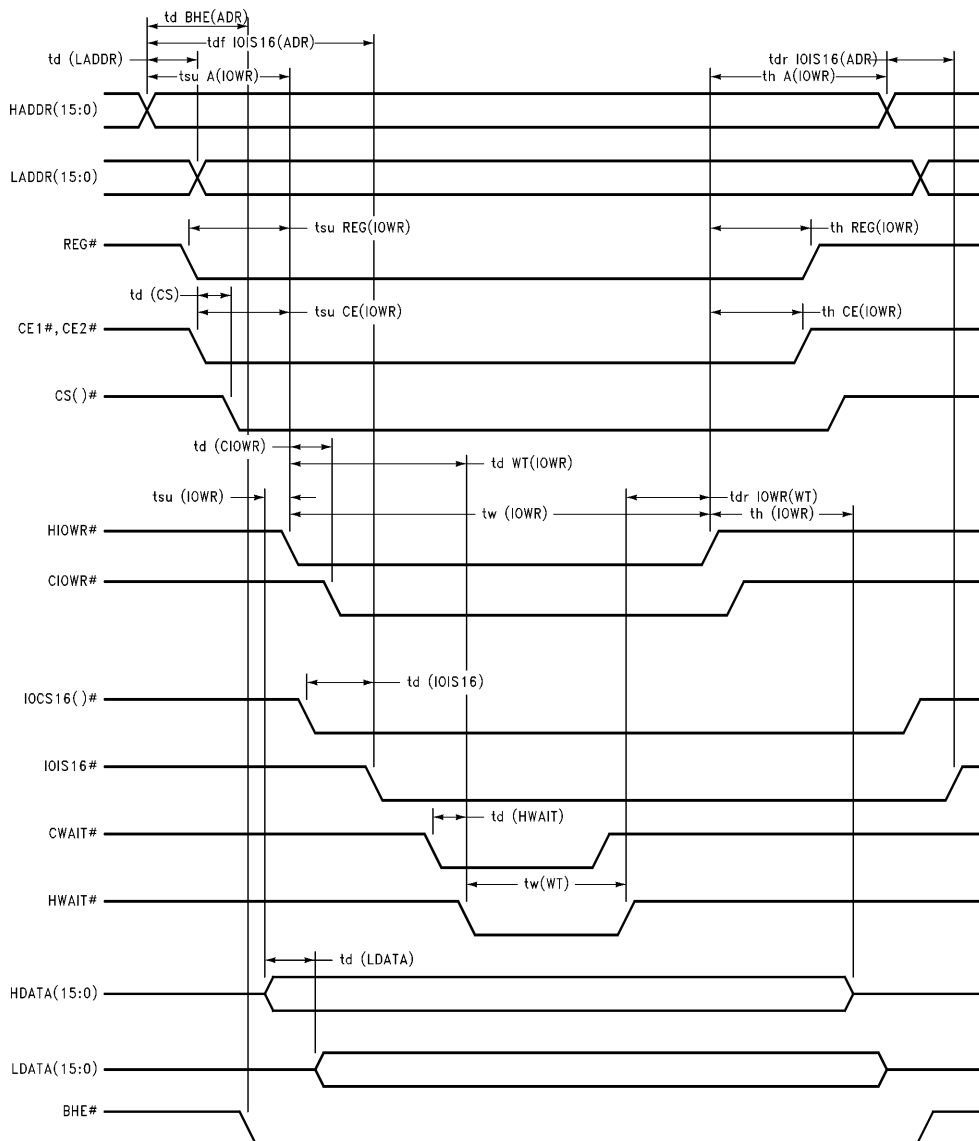 td BHE(ADR)
tdf IOIS16(ADR)
td (LADDR)
tdr IOIS16(ADR)
tsu A(IOWR)
th A(IOWR)
HADDR(15:0)
LADDR(15:0)
tsu REG(IOWR)
th REG(IOWR)
REG#
td (CS)
tsu CE(IOWR)
th CE(IOWR)
CE1#,CE2#
CS()#
td (CIOWR)
td WT(IOWR)
tsu (IOWR)
tdr IOWR(WT)
tw (IOWR)
th (IOWR)
HIOWR#
CIOWR#
td (IOIS16)
IOCS16()#
IOIS16#
td (HWAIT)
CWAIT#
tw(WT)
HWAIT#
td (LDATA)
HDATA(15:0)
LDATA(15:0)
BHE#